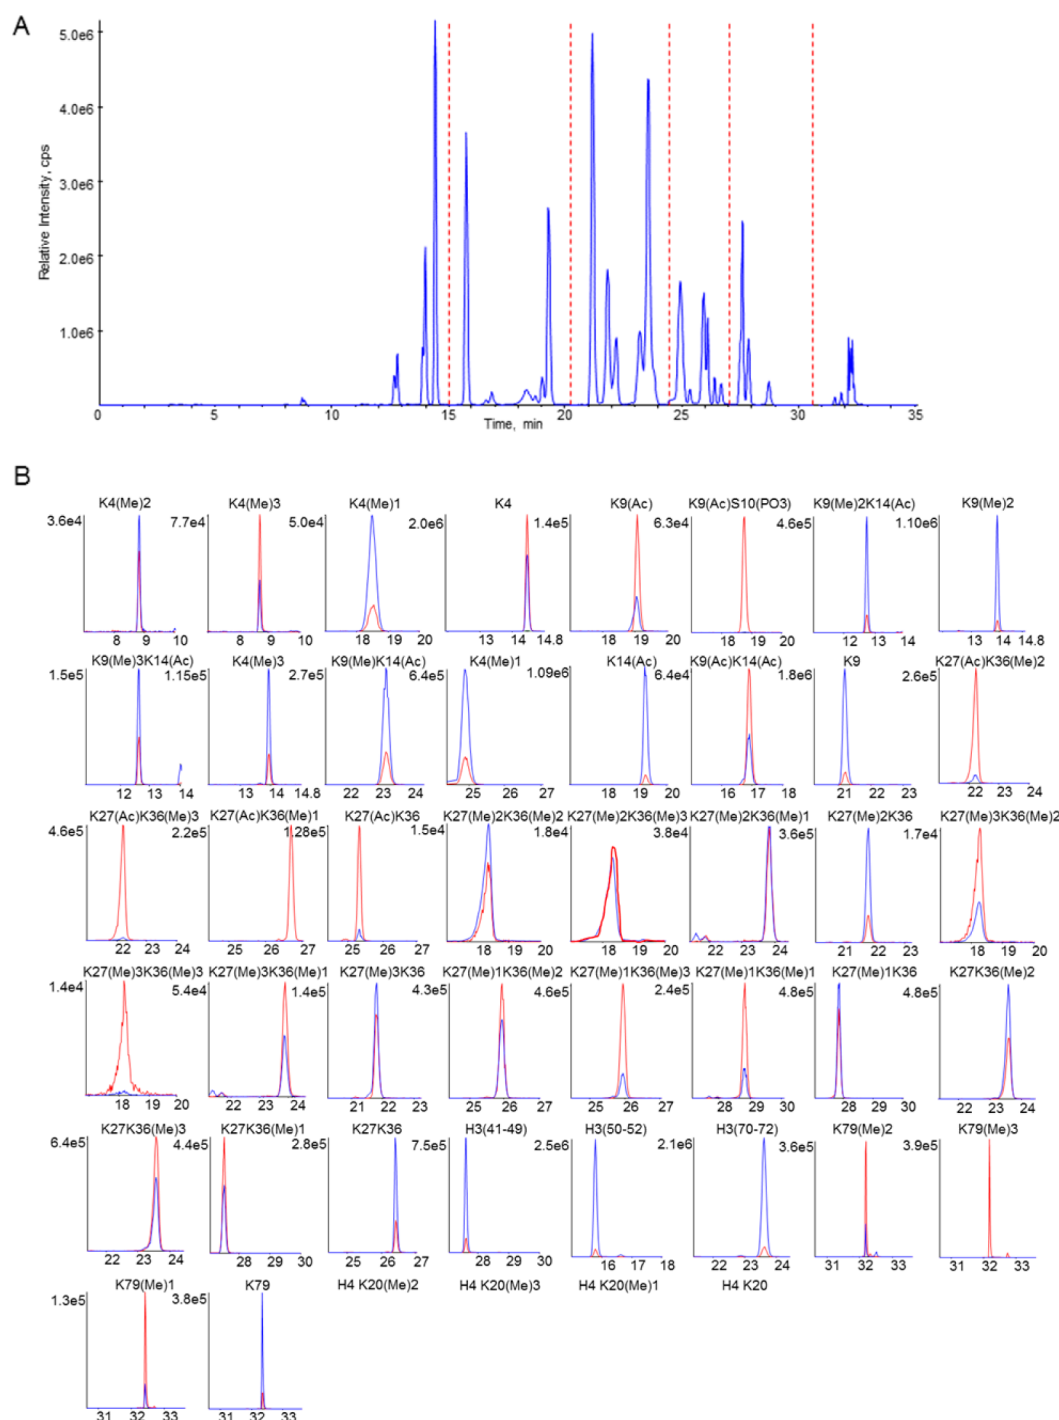 A
5.0e6
4.0e6
3.0e6
2.0e6
1.0e6
Relative Intensity, cps
0 5 10 15 20 25 30 35
Time, min
B
K4(Me)2 K4(Me)3 K4(Me)1 K4 K9(Ac) K9(Ac)S10(PO3) K9(Me)2K14(Ac) K9(Me)2
3.6e4 7.7e4 5.0e4 2.0e6 1.4e5 6.3e4 4.6e5 1.10e6
8 9 10 8 9 10 18 19 20 13 14 14.8 18 19 20 18 19 20 12 13 14 13 14 14.8
K9(Me)3K14(Ac) K4(Me)3 K9(Me)K14(Ac) K4(Me)1 K14(Ac) K9(Ac)K14(Ac) K9 K27(Ac)K36(Me)2
1.5e5 1.15e5 2.7e5 6.4e5 1.09e6 6.4e4 1.8e6 2.6e5
12 13 14 13 14 14.8 22 23 24 25 26 27 18 19 20 16 17 18 21 22 23 22 23 24
K27(Ac)K36(Me)3 K27(Ac)K36(Me)1 K27(Ac)K36 K27(Me)2K36(Me)2 K27(Me)2K36(Me)3 K27(Me)2K36(Me)1 K27(Me)2K36 K27(Me)3K36(Me)2
4.6e5 2.2e5 1.28e5 1.5e4 1.8e4 3.8e4 3.6e5 1.7e4
22 23 24 25 26 27 25 26 27 18 19 20 18 19 20 22 23 24 21 22 23 18 19 20
K27(Me)3K36(Me)3 K27(Me)3K36(Me)1 K27(Me)3K36 K27(Me)1K36(Me)2 K27(Me)1K36(Me)3 K27(Me)1K36(Me)1 K27(Me)1K36 K27K36(Me)2
1.4e4 5.4e4 1.4e5 4.3e5 4.6e5 2.4e5 4.8e5 4.8e5
18 19 20 22 23 24 21 22 23 25 26 27 25 26 27 28 29 30 28 29 30 22 23 24
K27K36(Me)3 K27K36(Me)1 K27K36 H3(41-49) H3(50-52) H3(70-72) K79(Me)2 K79(Me)3
6.4e5 4.4e5 2.8e5 7.5e5 2.5e6 2.1e6 3.6e5 3.9e5
22 23 24 28 29 30 25 26 27 28 29 30 16 17 18 22 23 24 31 32 33 31 32 33
K79(Me)1 K79 H4 K20(Me)2 H4 K20(Me)3 H4 K20(Me)1 H4 K20
1.3e5 3.8e5
31 32 33 31 32 33